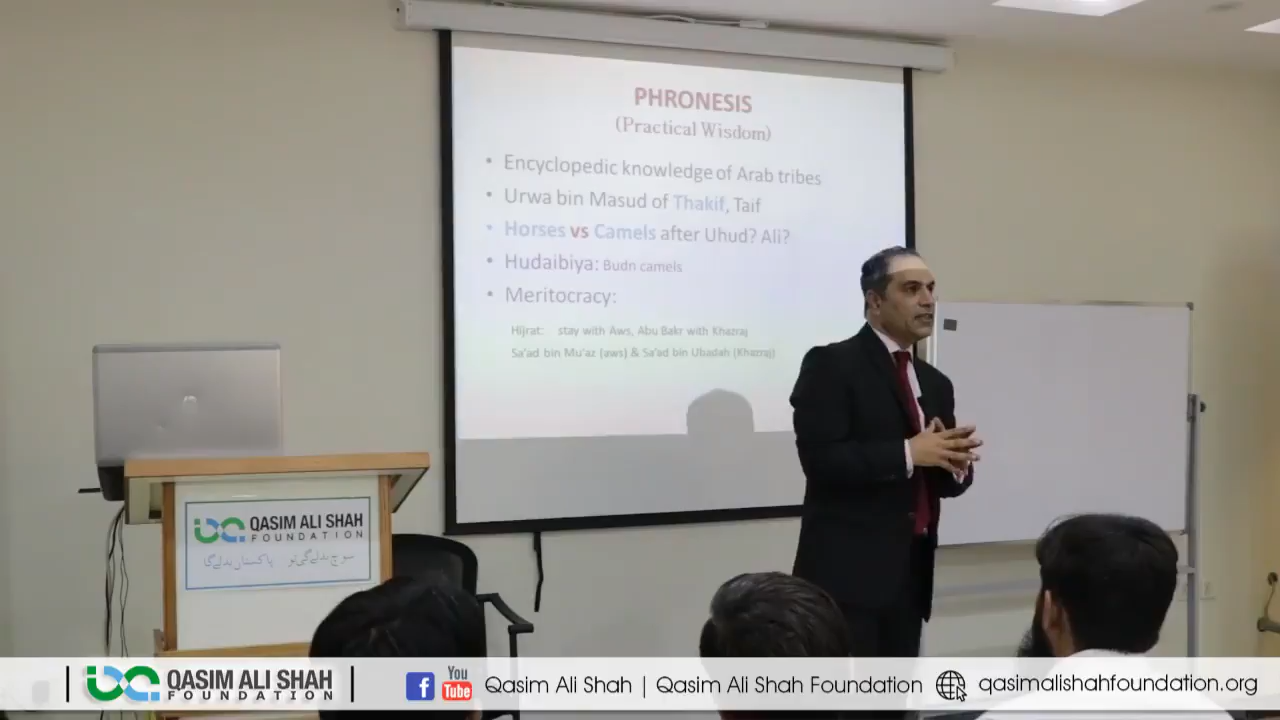 PHRONESIS
(Practical Wisdom)
• Encyclopedic knowledge of Arab tribes
• Urwa bin Masud of Thakif, Taif
• Horses vs Camels after Uhud? Ali?
• Hudaibiya: Budn camels
• Meritocracy:
Hijrat: stay with Aws, Abu Bakr with Khazraj
Sa'ad bin Mu'az (aws) & Sa'ad bin Ubadah (Khazraj)
QASIM ALI SHAH
FOUNDATION
سوچ بدلے گی تو پاکستان بدلے گا
QASIM ALI SHAH
FOUNDATION
f You Tube Qasim Ali Shah | Qasim Ali Shah Foundation qasimalishahfoundation.org